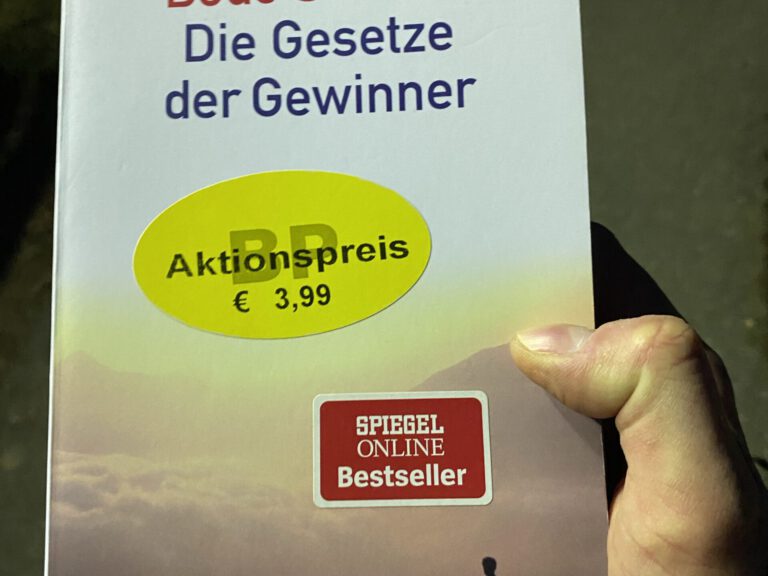 Die Gesetze
der Gewinner
BP
Aktionspreis
€ 3,99
SPIEGEL
ONLINE
Bestseller